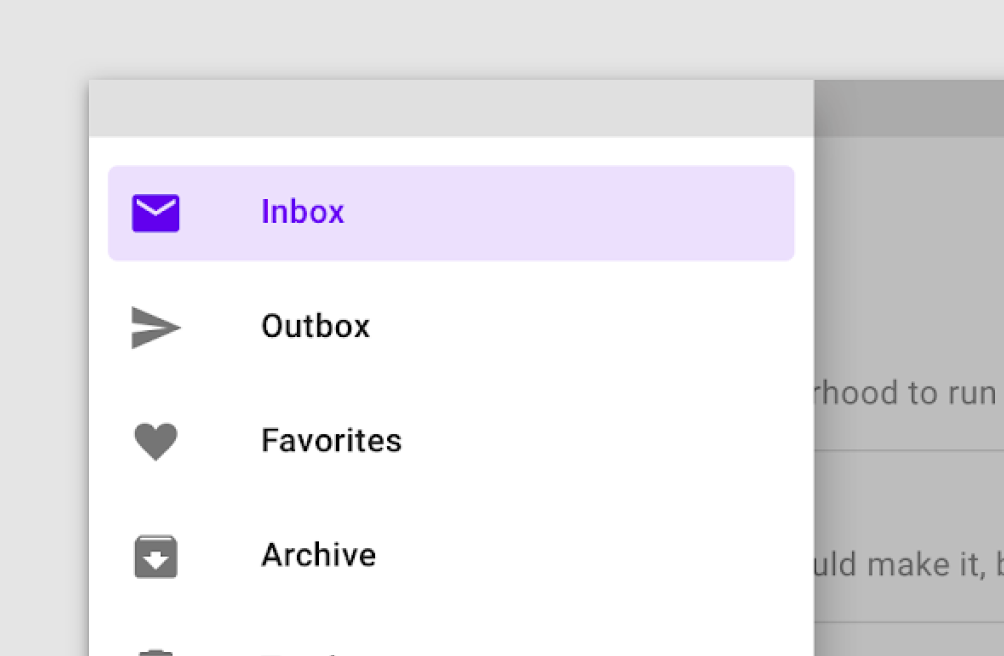 Inbox
Outbox
rhood to run
Favorites
Archive
uld make it,